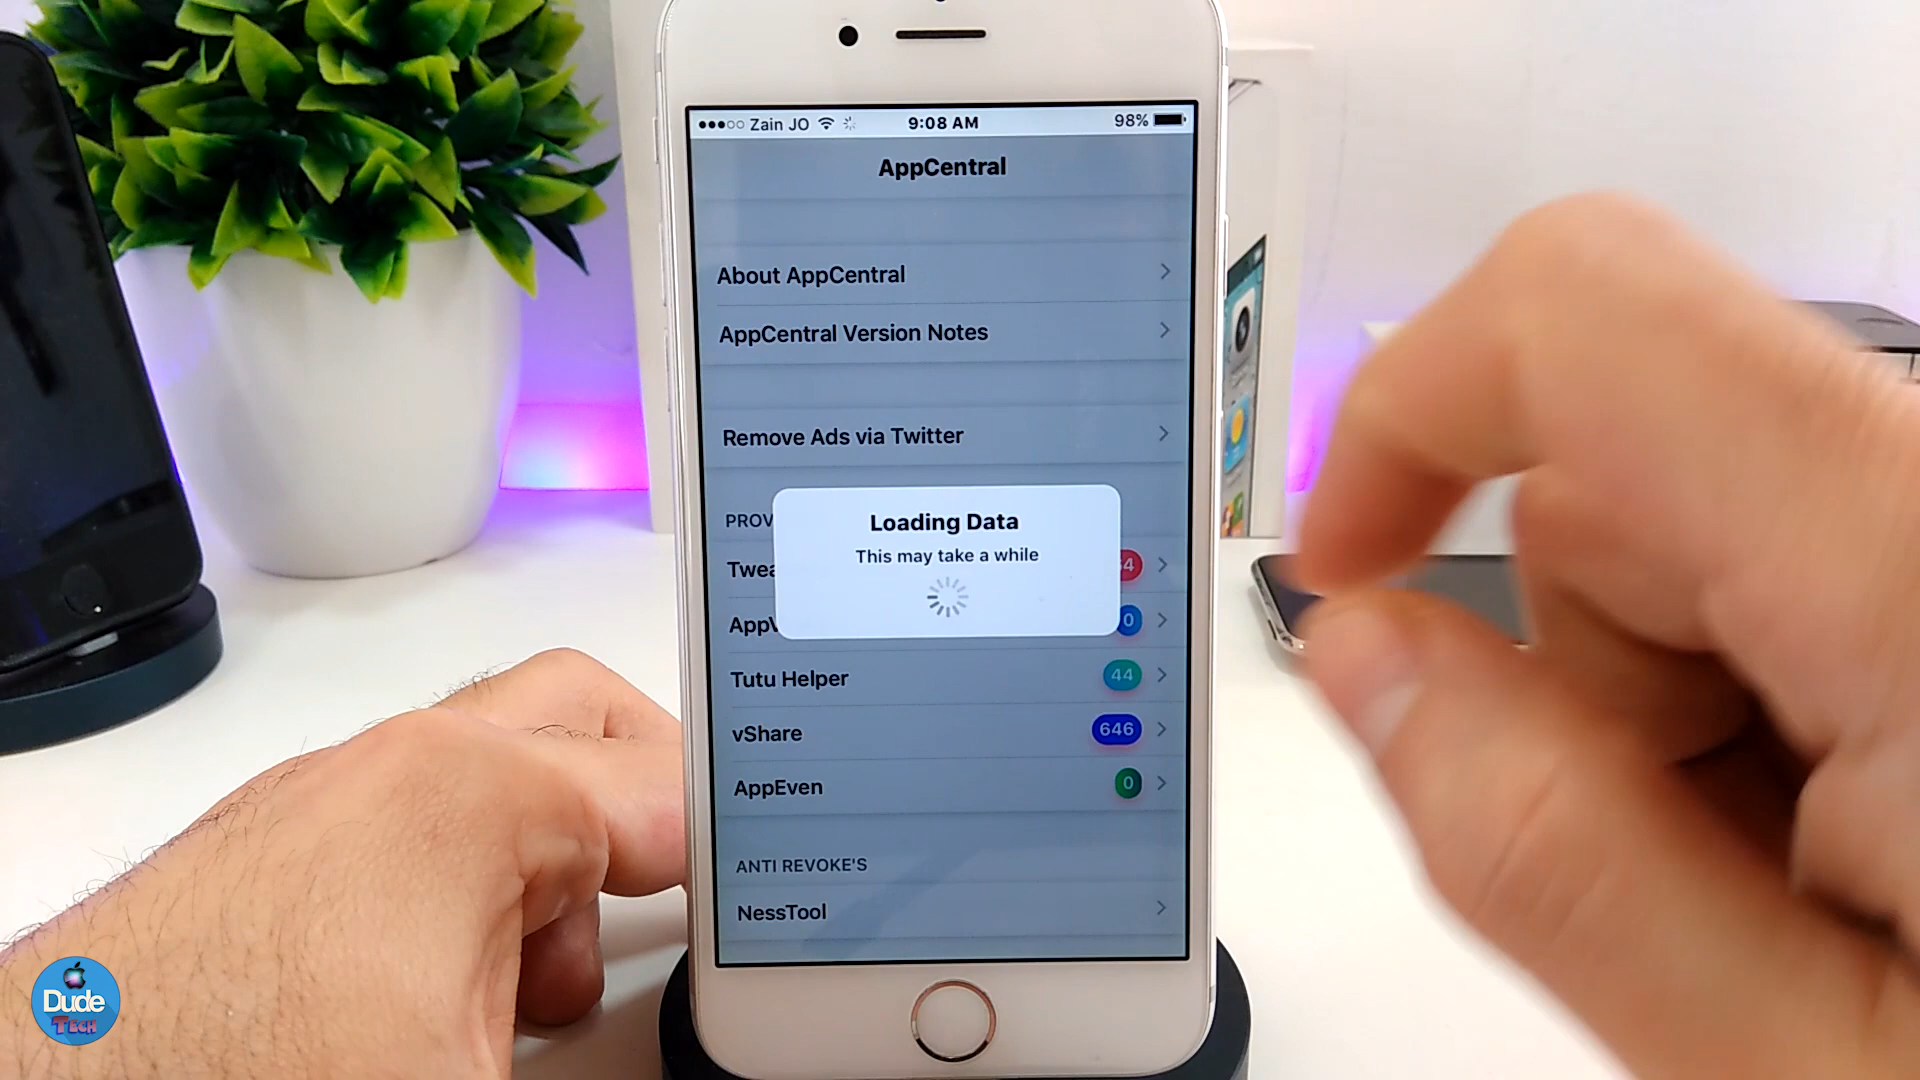 Zain JO 9:08 AM 98%
AppCentral
About AppCentral
AppCentral Version Notes
Remove Ads via Twitter
Loading Data
This may take a while
Tutu Helper 44
vShare 646
AppEven 0
ANTI REVOKE'S
NessTool
Dude
TECH